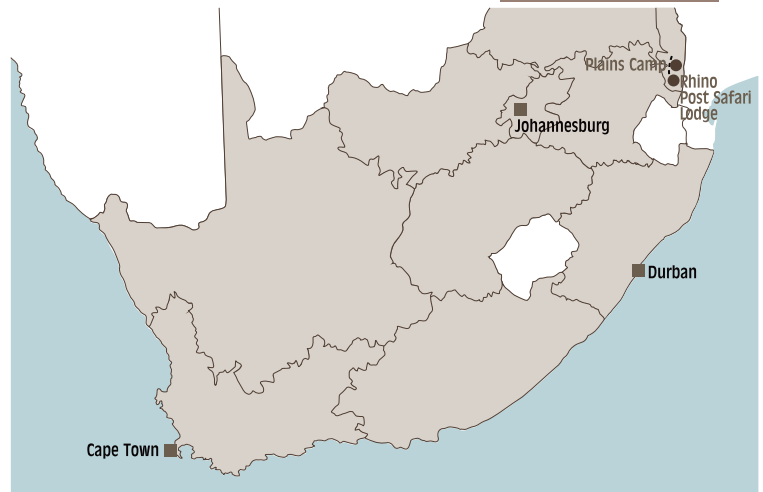 Plains Camp
Rhino
Post Safari
Lodge
Johannesburg
Durban
Cape Town